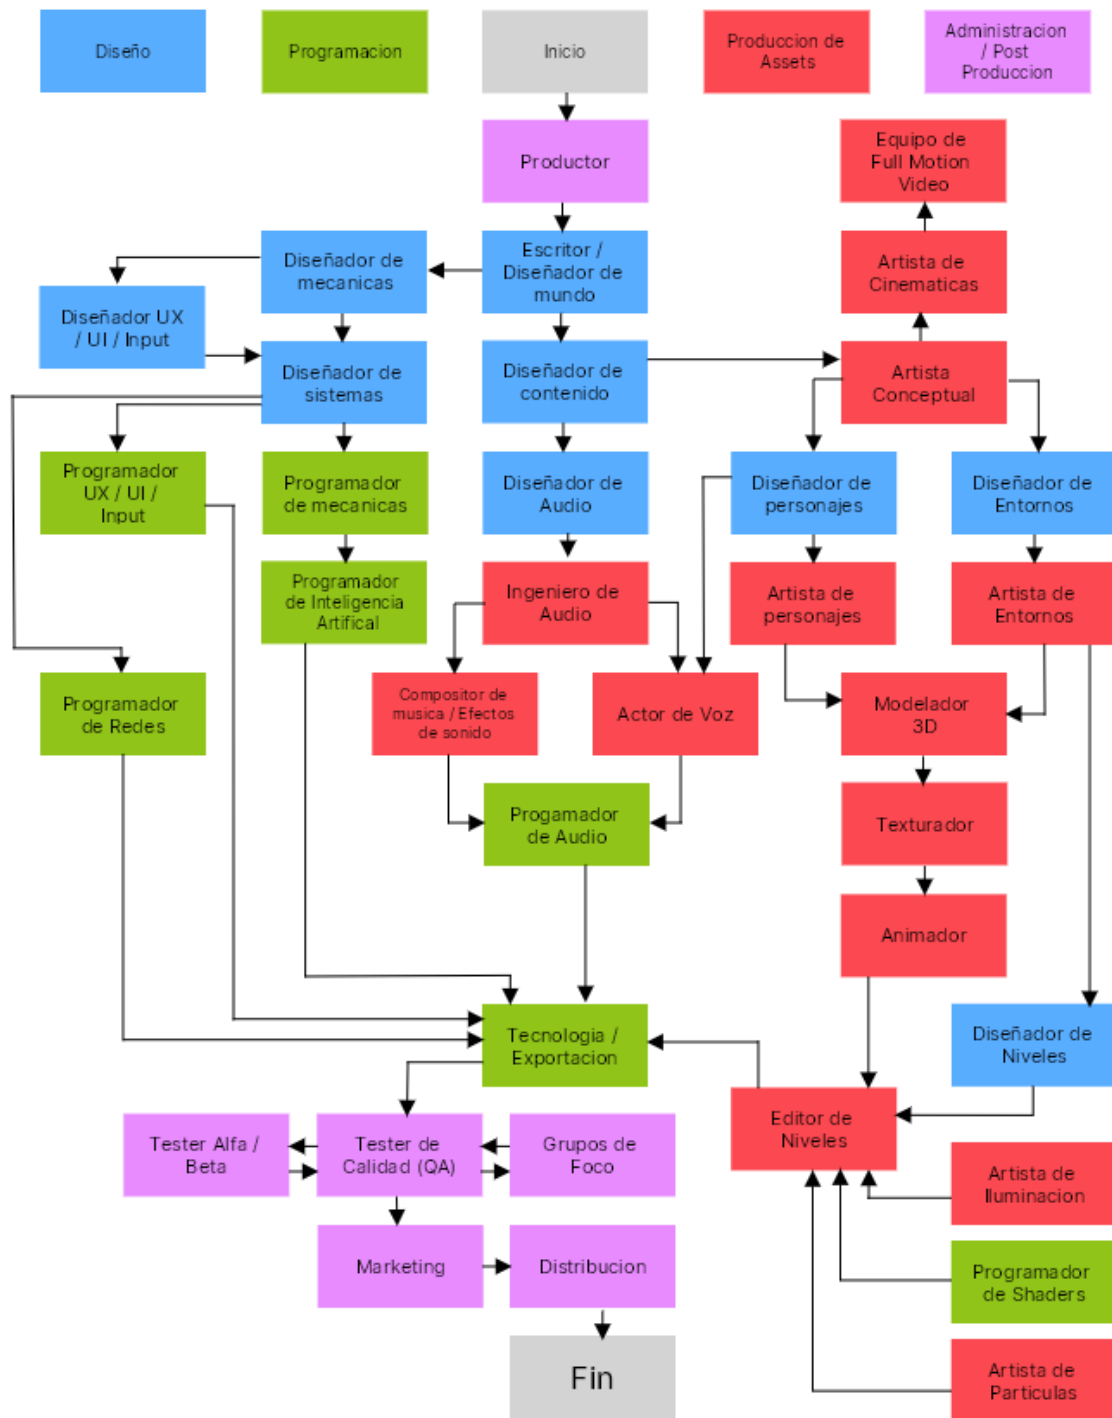 Diseño
Programacion
Inicio
Produccion de
Assets
Administracion
/ Post
Produccion
Productor
Equipo de
Full Motion
Video
Diseñador de
mecanicas
Escritor /
Diseñador de
mundo
Artista de
Cinematicas
Diseñador UX
/ UI / Input
Diseñador de
sistemas
Diseñador de
contenido
Artista
Conceptual
Programador
UX / UI /
Input
Programador
de mecanicas
Diseñador de
Audio
Diseñador de
personajes
Diseñador de
Entornos
Programador
de Inteligencia
Artifical
Ingeniero de
Audio
Artista de
personajes
Artista de
Entornos
Programador
de Redes
Compositor de
musica / Efectos
de sonido
Actor de Voz
Modelador
3D
Progamador
de Audio
Texturador
Animador
Tecnologia /
Exportacion
Diseñador de
Niveles
Editor de
Niveles
Tester Alfa /
Beta
Tester de
Calidad (QA)
Grupos de
Foco
Artista de
Iluminacion
Marketing
Distribucion
Programador
de Shaders
Fin
Artista de
Particulas